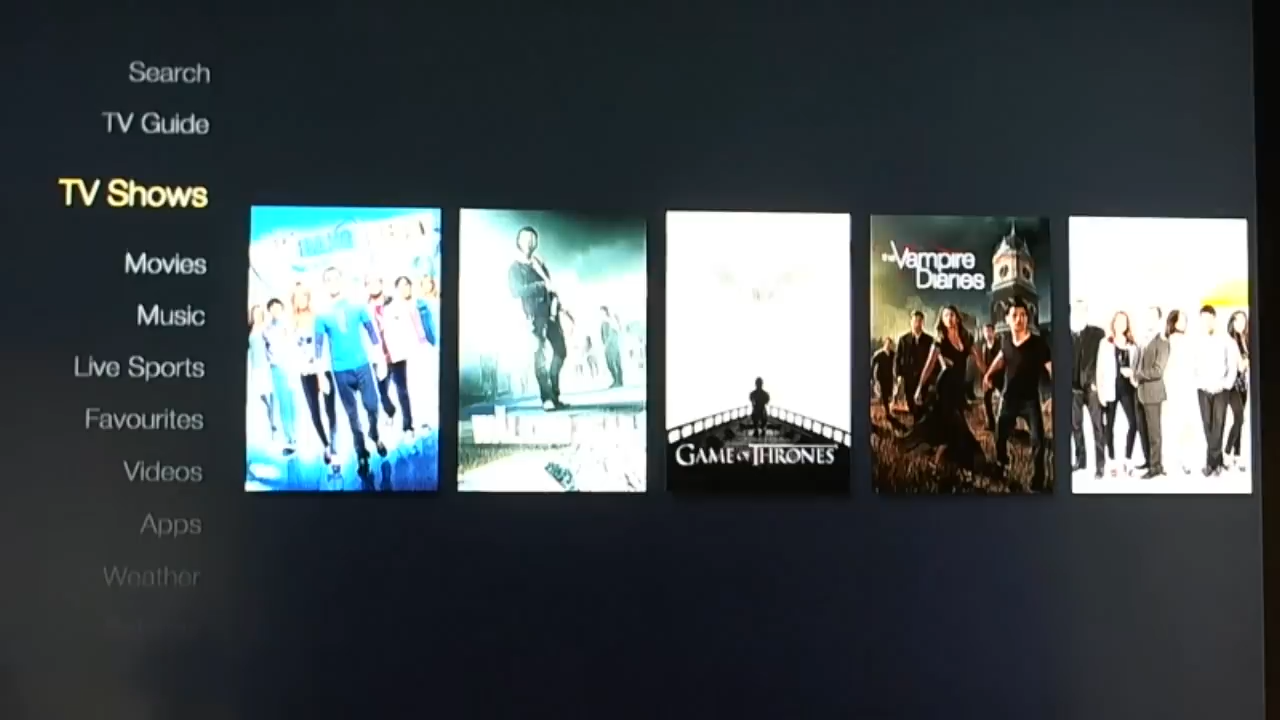 Search
TV Guide
TV Shows
Movies
Music
Live Sports
Favourites
Videos
Apps
Weather
GAME OF THRONES
the Vampire
Diaries